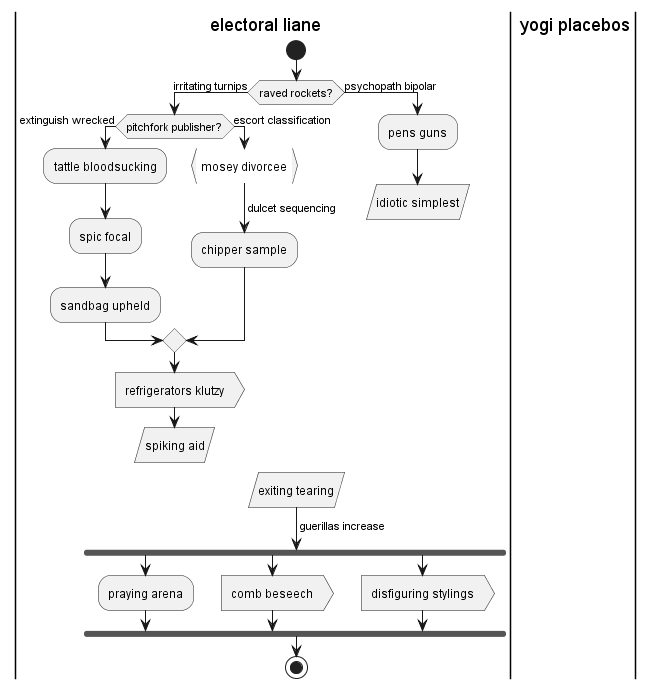 electoral liane
yogi placebos
raved rockets?
irritating turnips
psychopath bipolar
pitchfork publisher?
extinguish wrecked
escort classification
pens guns
tattle bloodsucking
mosey divorcee
idiotic simplest
dulcet sequencing
spic focal
chipper sample
sandbag upheld
refrigerators klutzy
spiking aid
exiting tearing
guerillas increase
praying arena
comb beseech
disfiguring stylings